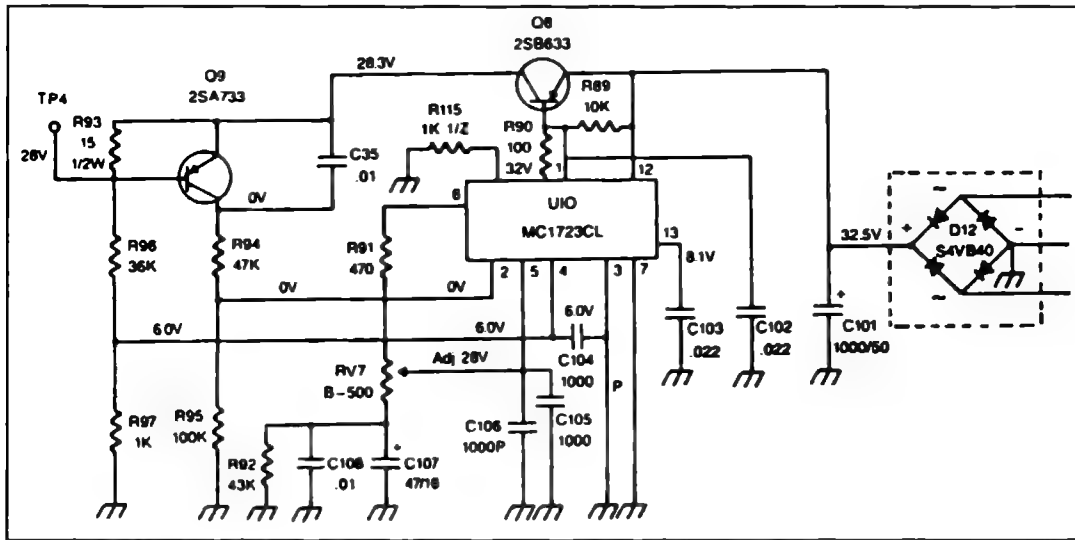 Q8
2SB633
28.3V
Q9
2SA733
TP4
R93
15
1/2W
28V
R89
10K
R115
1K 1/2
R90
100
32V
1
12
C35
.01
0V
6
UIO
MC1723CL
13
8.1V
2
5
4
3
7
R96
36K
R94
47K
R91
470
0V
0V
6.0V
6.0V
6.0V
C104
1000
C103
.022
C102
.022
32.5V
+
~
D12
S4VB40
-
~
+
C101
1000/50
RV7
B-500
Adj 28V
P
R97
1K
R95
100K
R92
43K
C108
.01
+
C107
47/16
C106
1000P
C105
1000